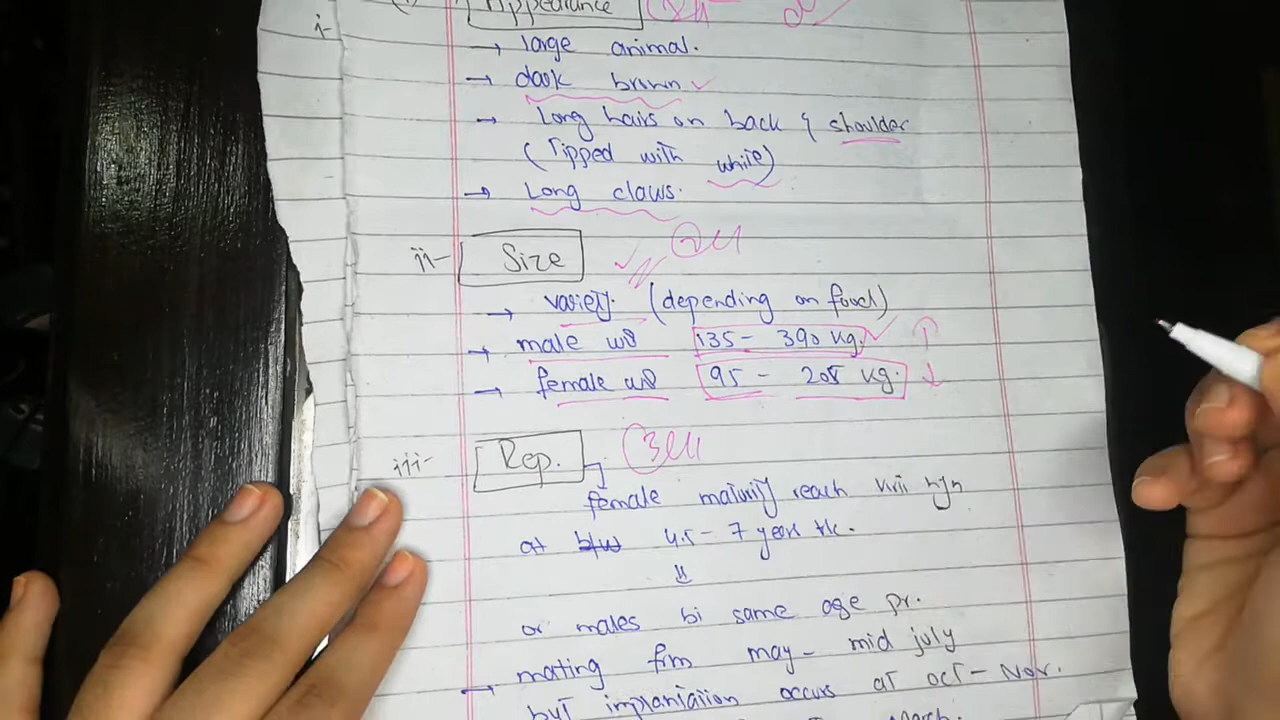 Appearance
i-
→ large animal.
→ dark brown ✓
→ Long hairs on back & shoulder
(Tipped with white)
→ Long claws.
ii- Size ✓
→ variety. (depending on food)
→ male wt 135 - 390 kg. ✓ ↑
→ female wt 95 - 205 kg. ↓
iii- Rep.
female maturity reach
at 4.5 - 7 years tk.
or males bi same age pr.
→ mating frm may - mid july
but implantation occurs at oct - Nov.
March.